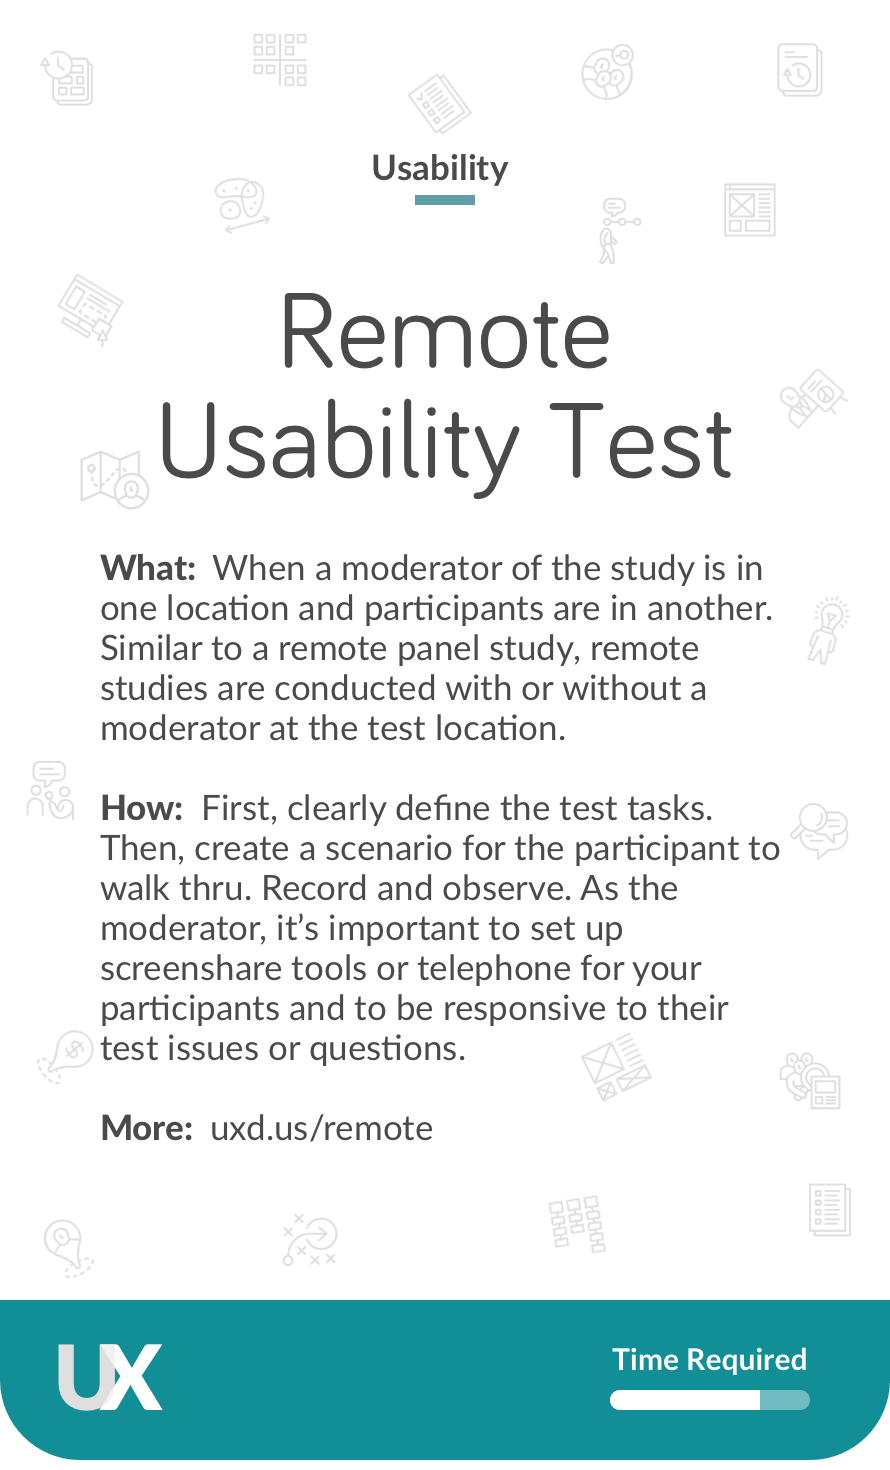 Usability
Remote
Usability Test
What: When a moderator of the study is in
one location and participants are in another.
Similar to a remote panel study, remote
studies are conducted with or without a
moderator at the test location.
How: First, clearly define the test tasks.
Then, create a scenario for the participant to
walk thru. Record and observe. As the
moderator, it’s important to set up
screenshare tools or telephone for your
participants and to be responsive to their
test issues or questions.
More: uxd.us/remote
UX
Time Required